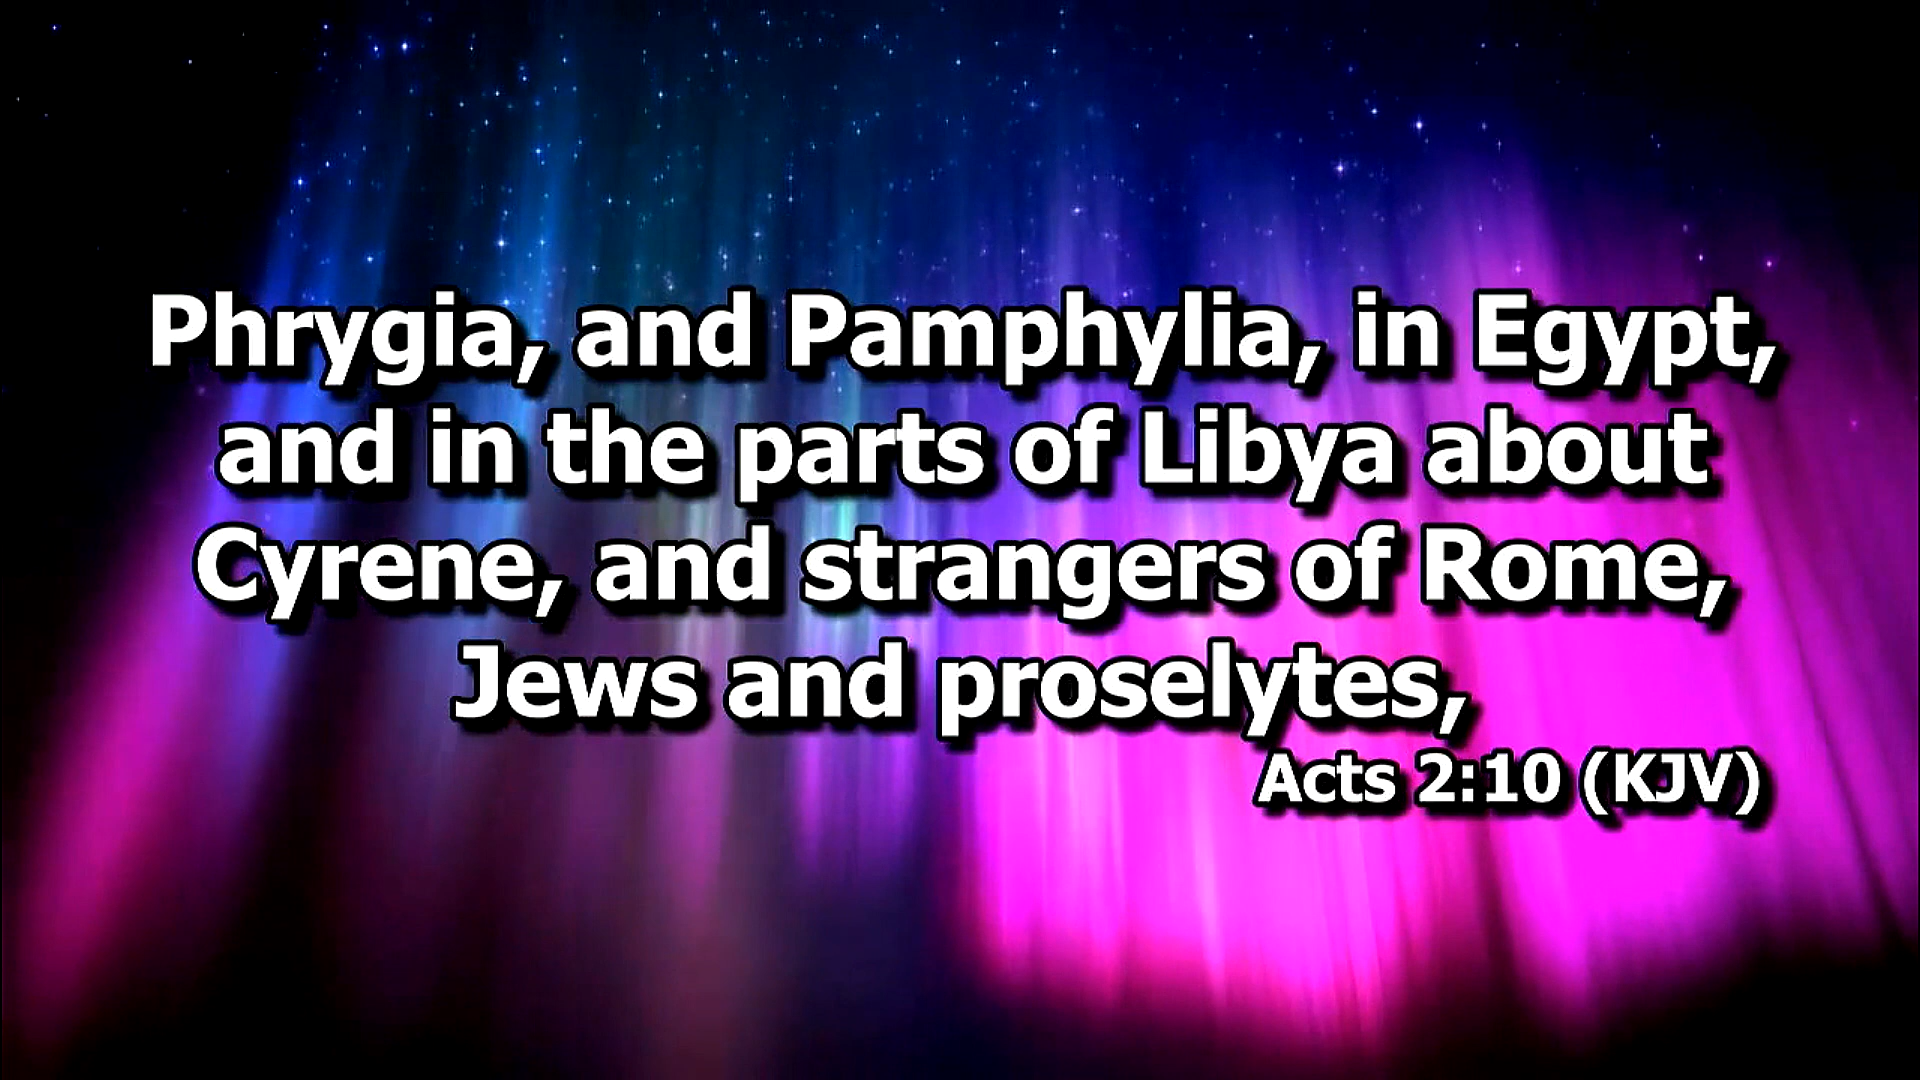 Phrygia, and Pamphylia, in Egypt,
and in the parts of Libya about
Cyrene, and strangers of Rome,
Jews and proselytes,
Acts 2:10 (KJV)